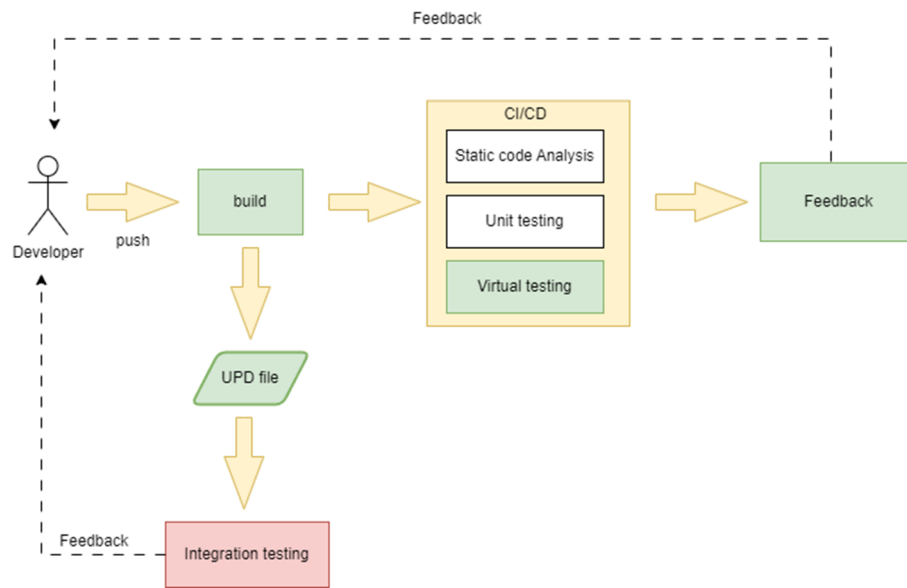 Feedback
CI/CD
Static code Analysis
build
Unit testing
Feedback
push
Developer
Virtual testing
UPD file
Feedback
Integration testing